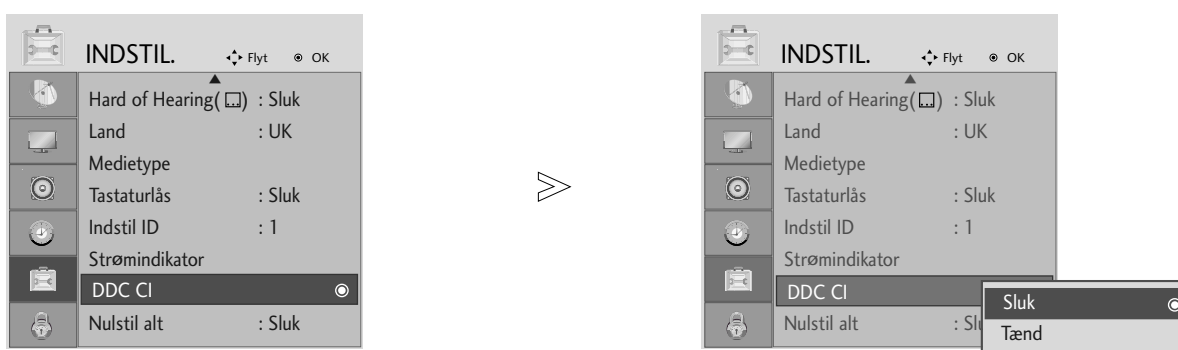 INDSTIL. Flyt OK
Hard of Hearing( ) : Sluk
Land : UK
Medietype
Tastaturlås : Sluk
Indstil ID : 1
Strømindikator
DDC CI
Nulstil alt : Sluk
INDSTIL. Flyt OK
Hard of Hearing( ) : Sluk
Land : UK
Medietype
Tastaturlås : Sluk
Indstil ID : 1
Strømindikator
DDC CI
Sluk
Nulstil alt : Slu
Tænd